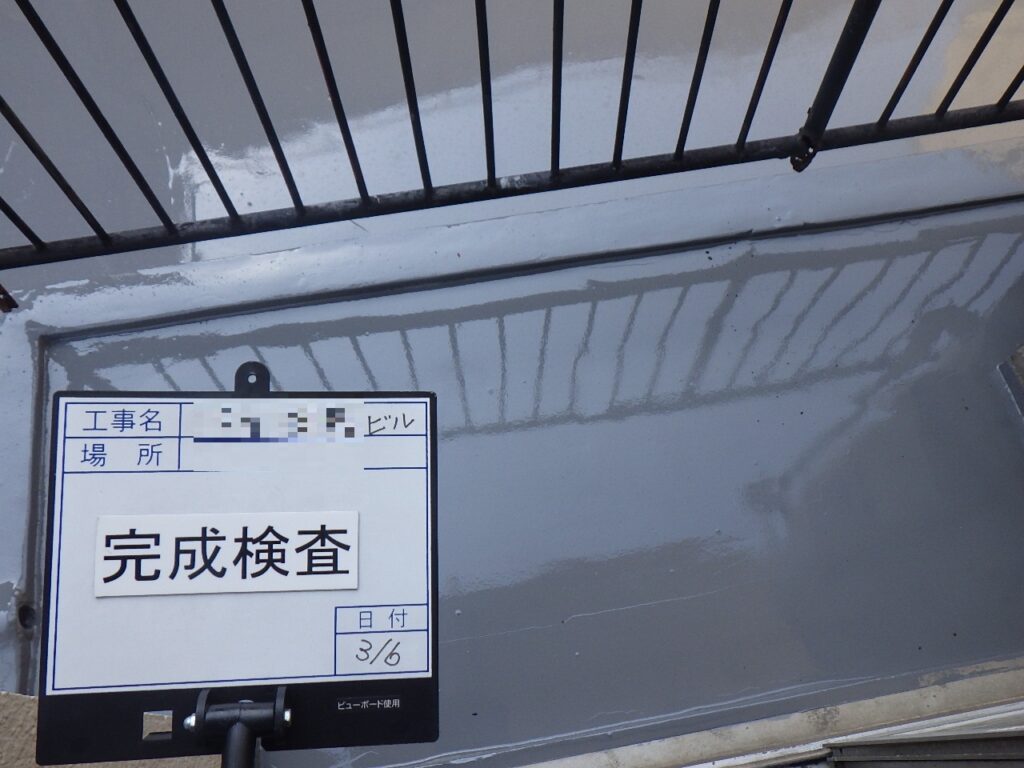 工事名 ビル
場所
完成検査
日付
3/6
ビューボード使用